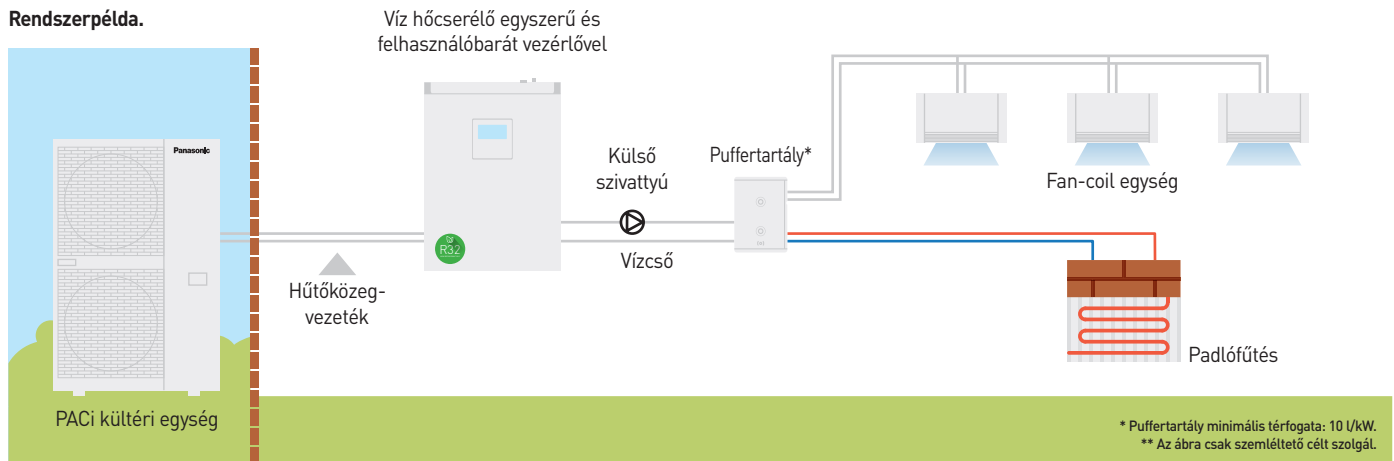 Rendszerpélda.
Víz hőcserélő egyszerű és
felhasználóbarát vezérlővel
Panasonic
Külső
szivattyú
Puffertartály*
Fan-coil egység
R32
Vízcső
Hűtőközeg-
vezeték
Padlófűtés
PACi kültéri egység
* Puffertartály minimális térfogata: 10 l/kW.
** Az ábra csak szemléltető célt szolgál.